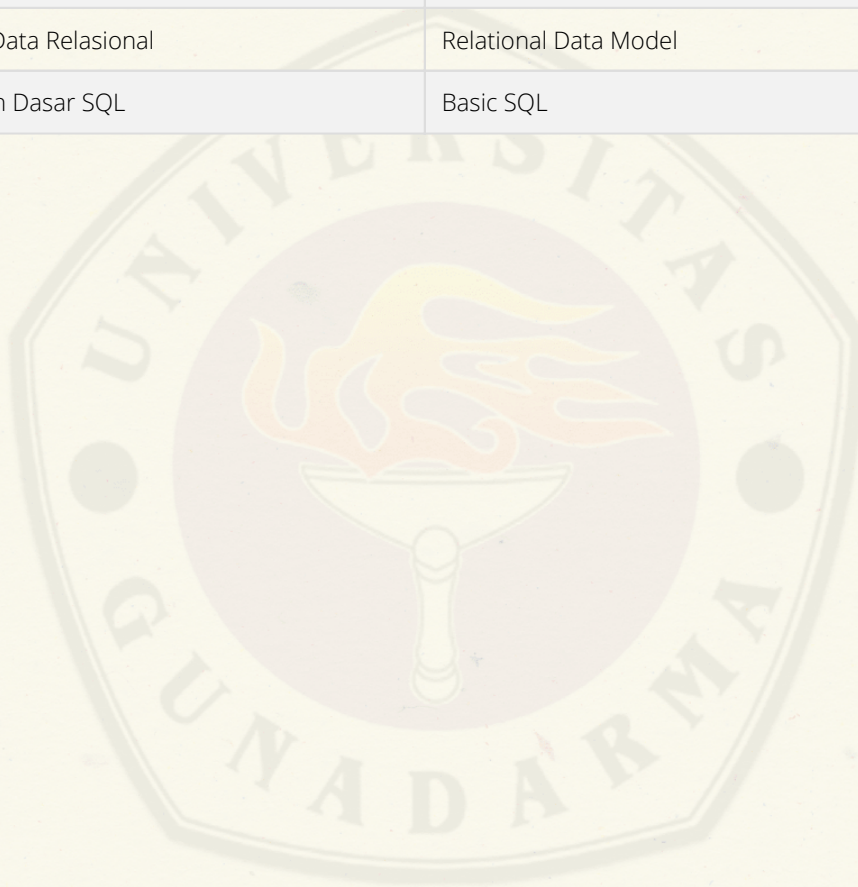 Data Relasional Relational Data Model
Dasar SQL Basic SQL
UNIVERSITAS
GUNADARMA